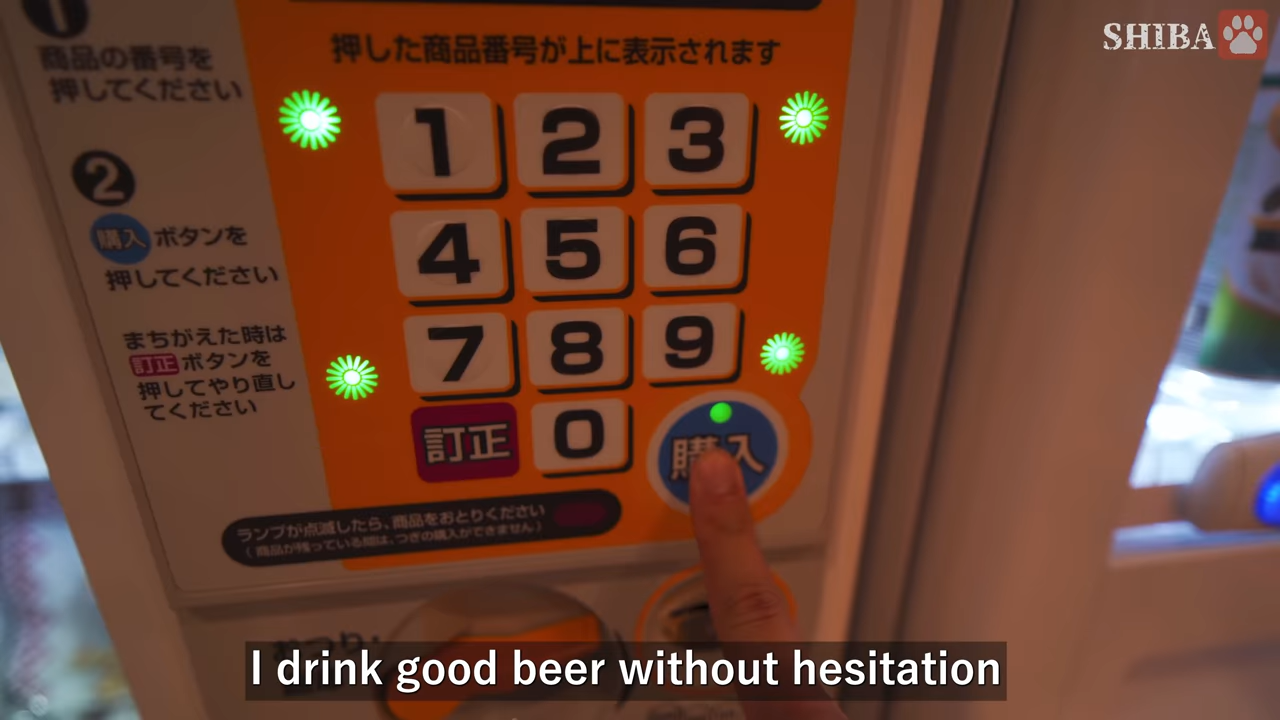 SHIBA
1
商品の番号を
押してください
2
購入 ボタンを
押してください
まちがえた時は
訂正 ボタンを
押してやり直し
てください
押した商品番号が上に表示されます
1 2 3
4 5 6
7 8 9
訂正 0 購入
ランプが点滅したら、商品をおとりください
(商品が残っている間は、つぎの購入ができません。)
I drink good beer without hesitation